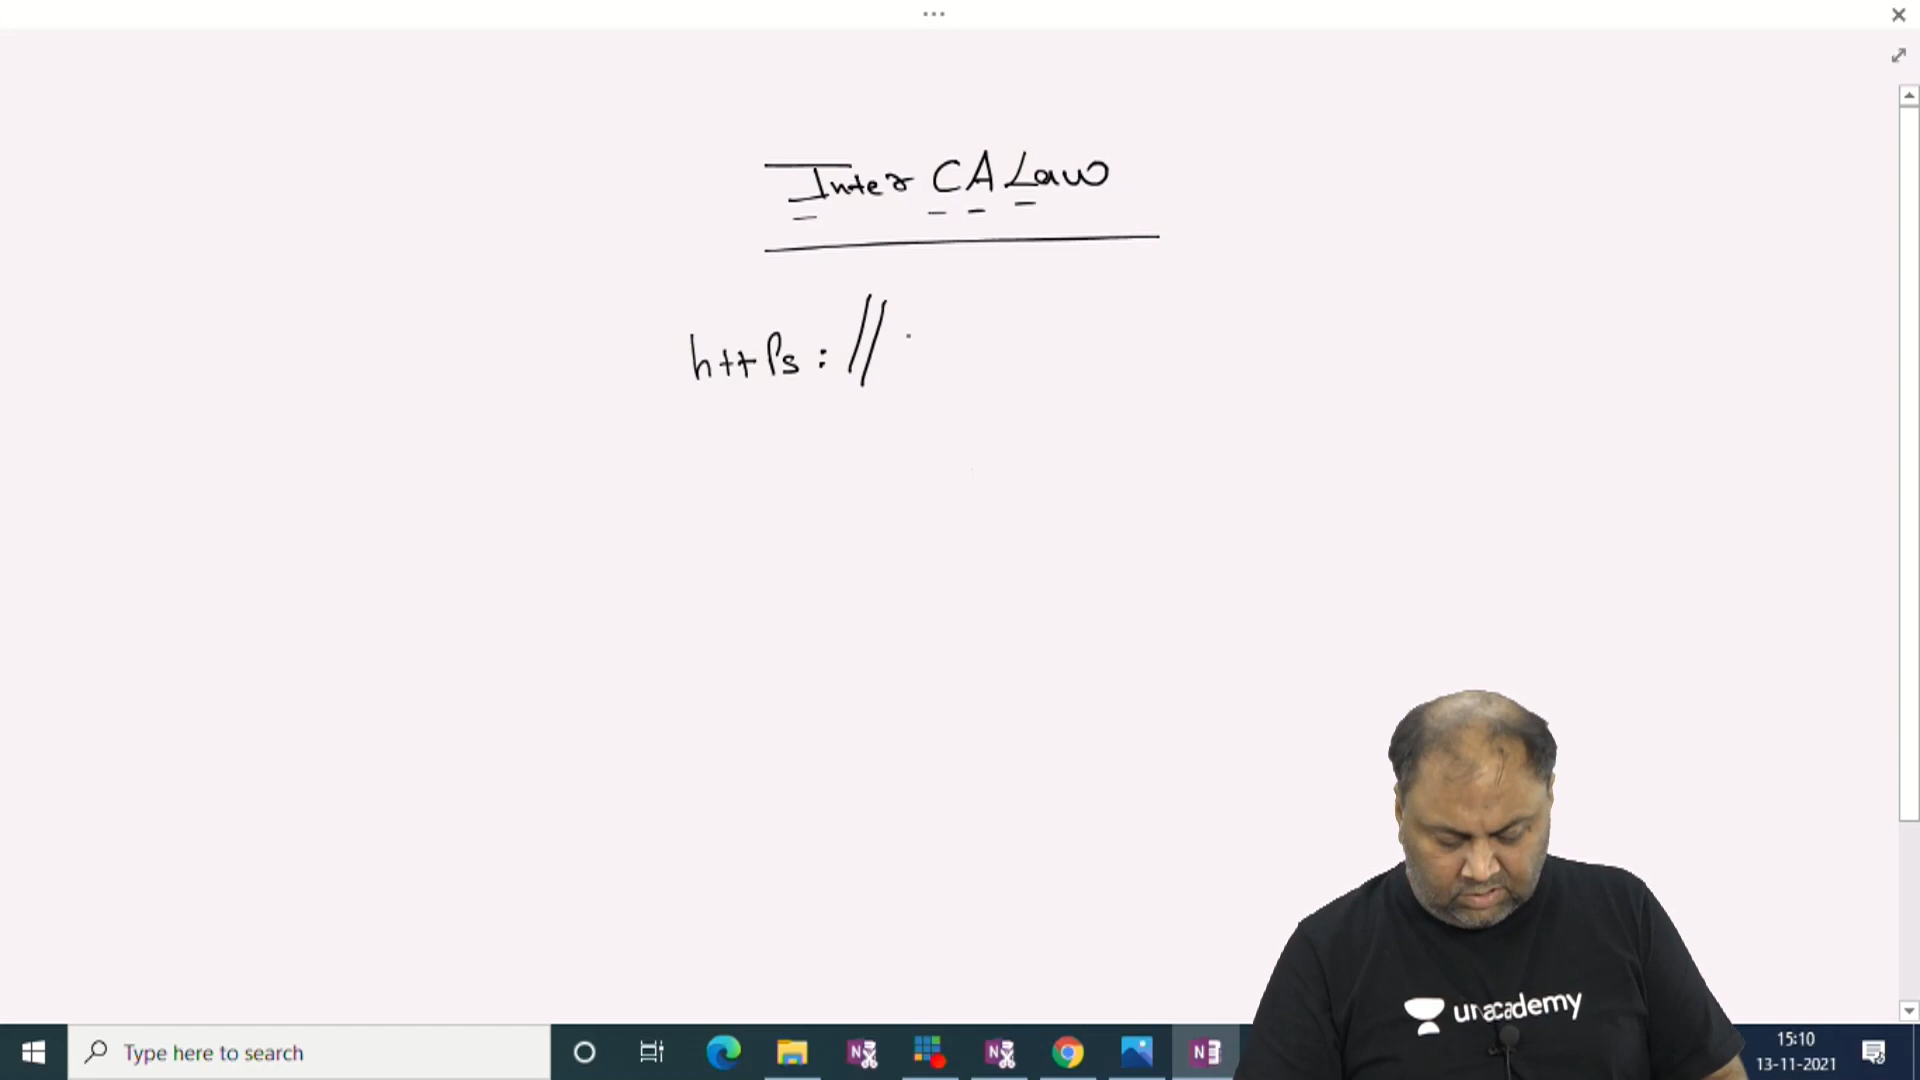 Inter CA Law
https://
unacademy
Type here to search
15:10
13-11-2021